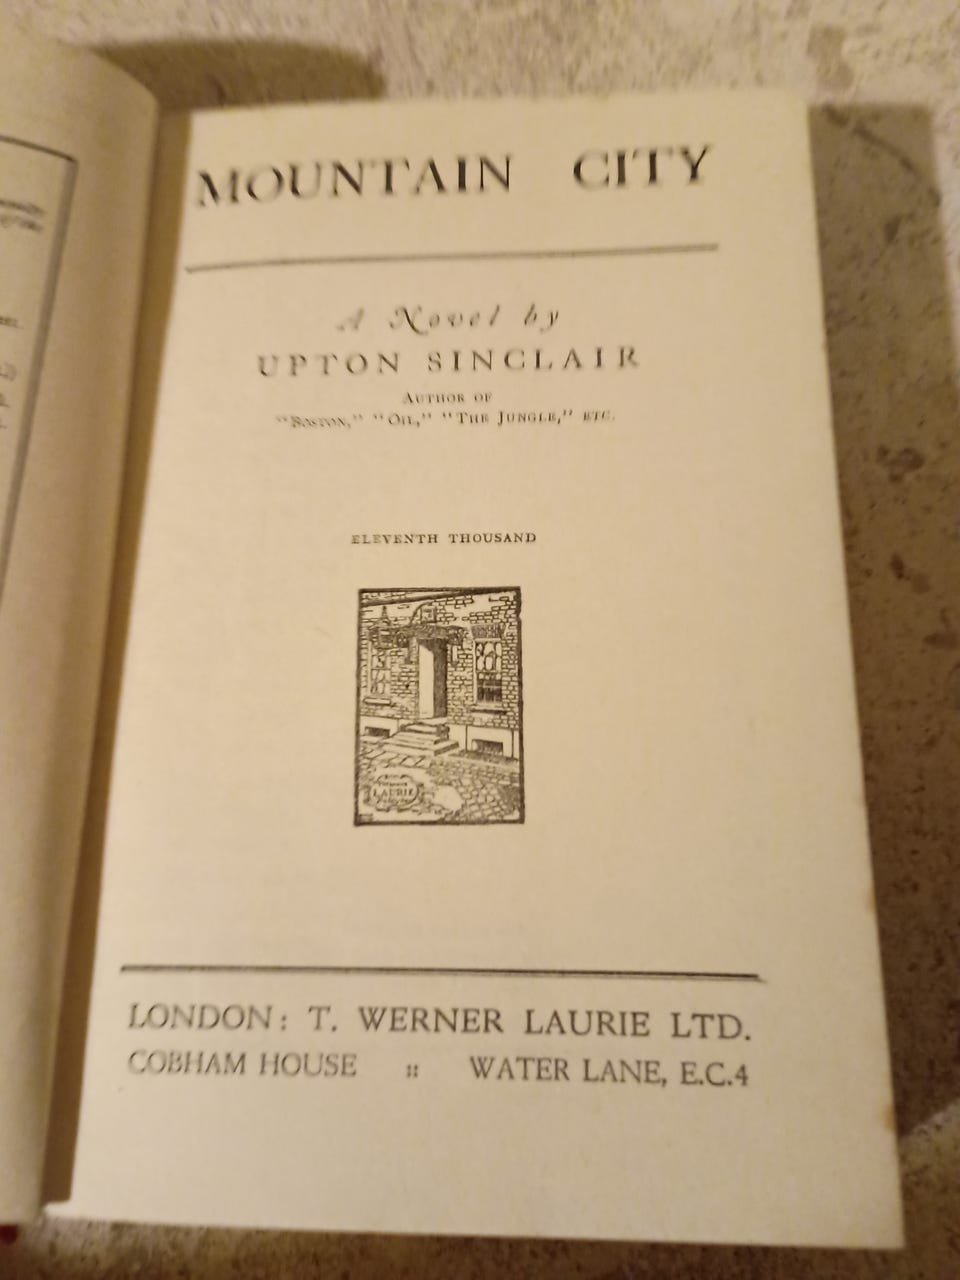 MOUNTAIN CITY
A Novel by
UPTON SINCLAIR
AUTHOR OF
"BOSTON," "OIL," "THE JUNGLE," ETC.
ELEVENTH THOUSAND
LAURIE
LONDON: T. WERNER LAURIE LTD.
COBHAM HOUSE :: WATER LANE, E.C.4